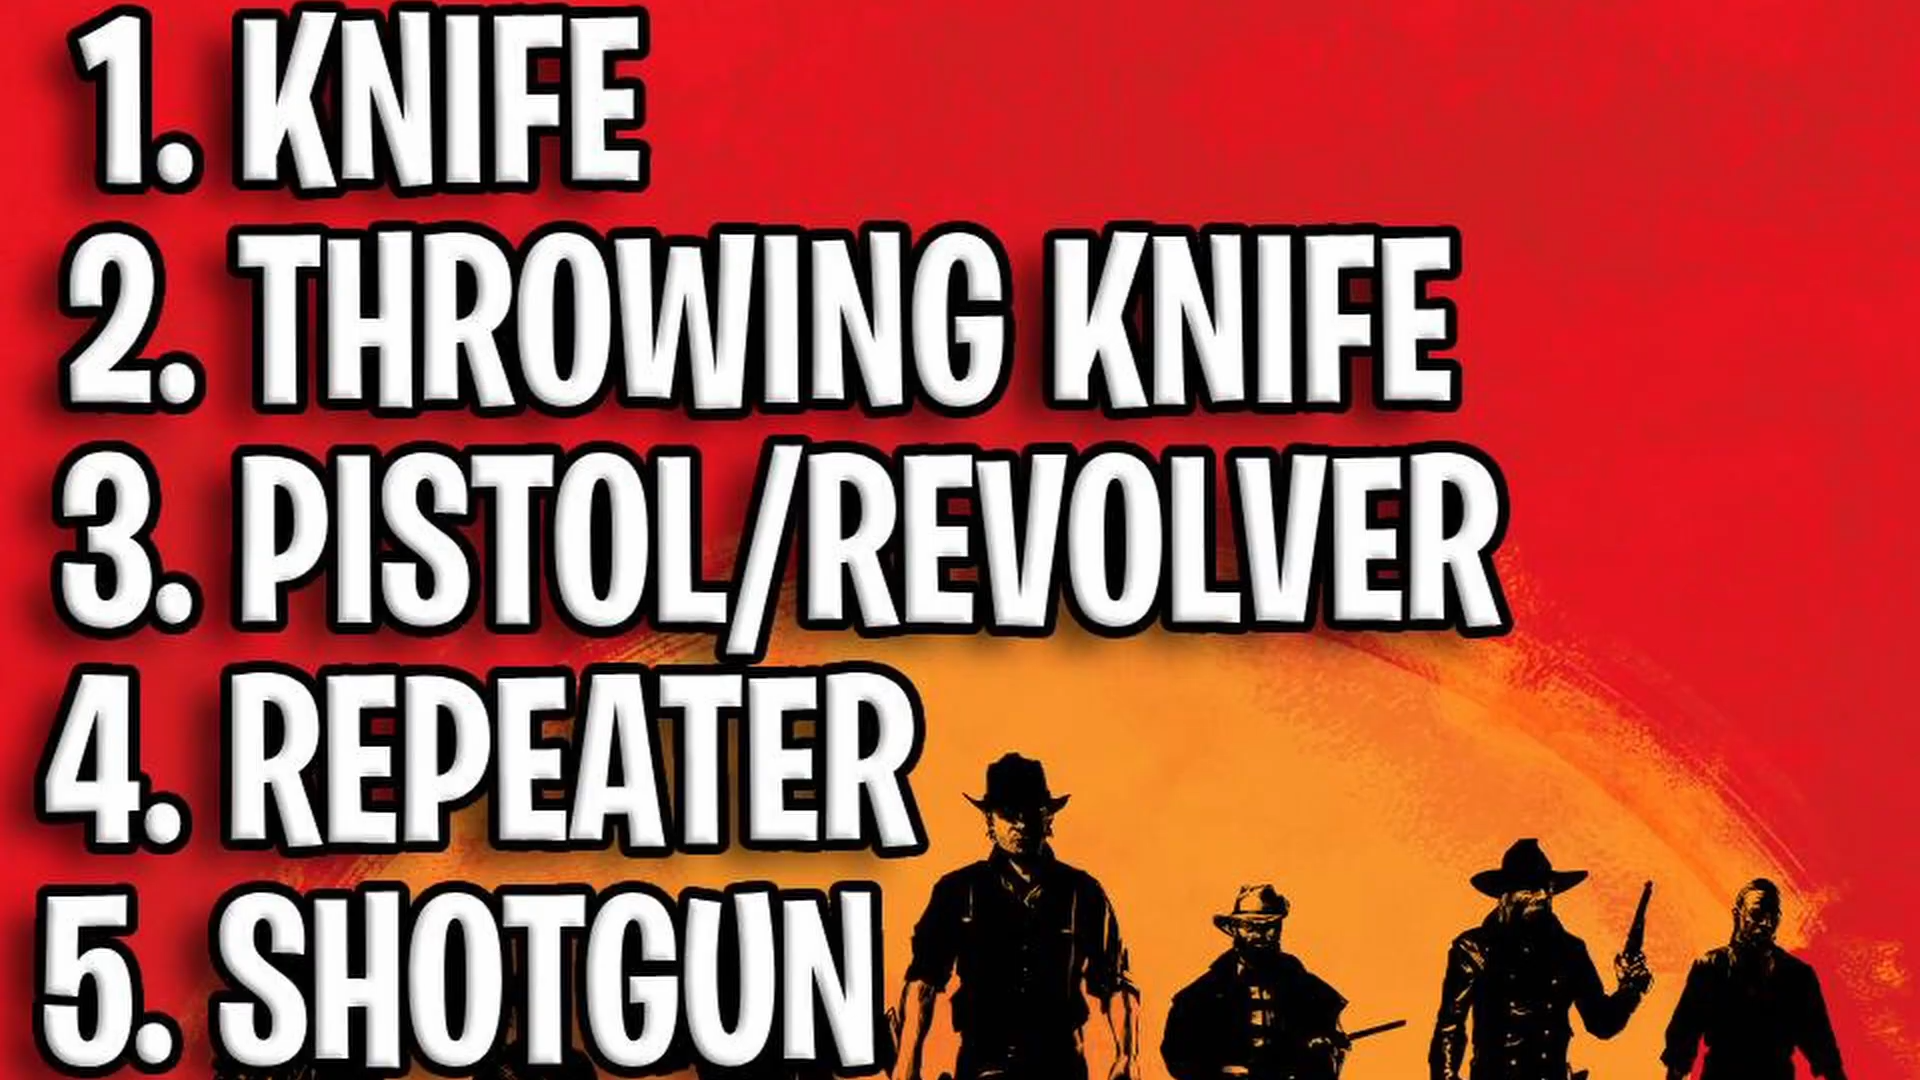 1. KNIFE
2. THROWING KNIFE
3. PISTOL/REVOLVER
4. REPEATER
5. SHOTGUN